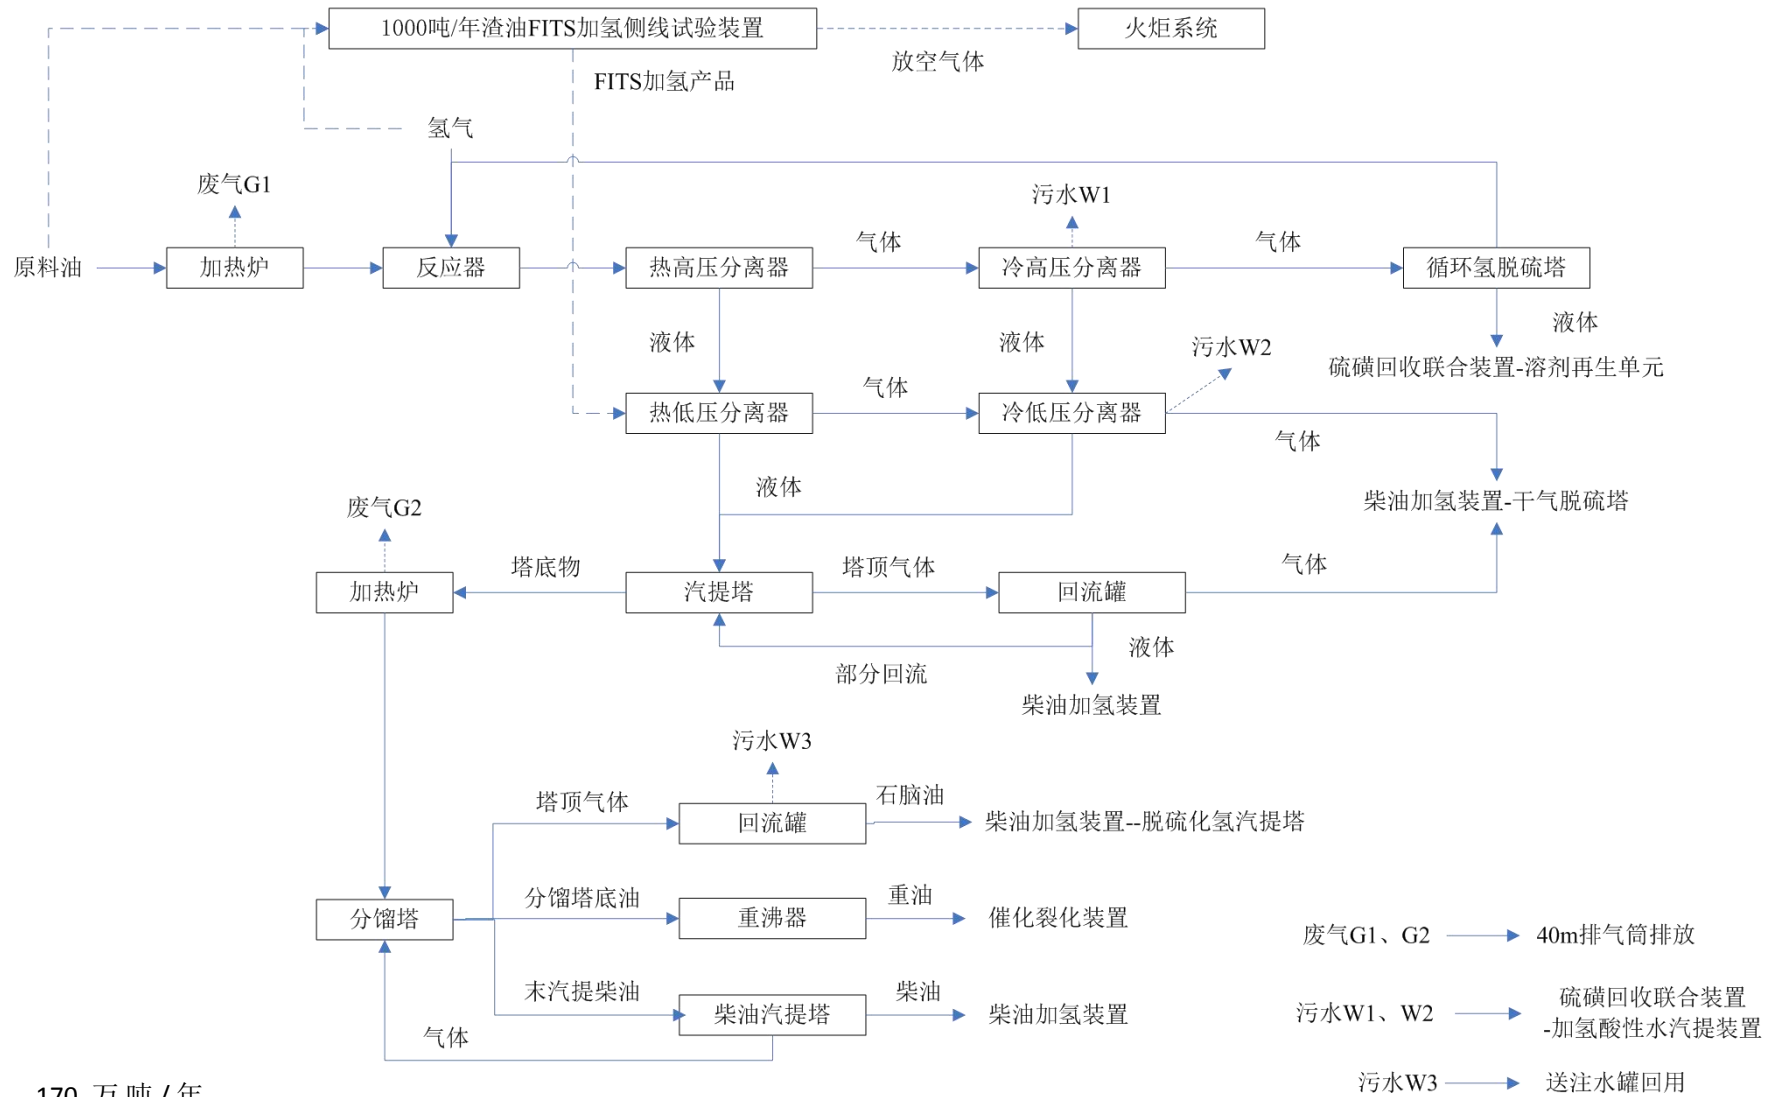 1000吨/年渣油FITS加氢侧线试验装置
火炬系统
放空气体
FITS加氢产品
氢气
废气G1
污水W1
气体
气体
原料油
加热炉
反应器
热高压分离器
冷高压分离器
循环氢脱硫塔
液体
液体
液体
污水W2
硫磺回收联合装置-溶剂再生单元
气体
热低压分离器
冷低压分离器
气体
液体
废气G2
柴油加氢装置-干气脱硫塔
塔底物
塔顶气体
气体
加热炉
汽提塔
回流罐
液体
部分回流
柴油加氢装置
污水W3
塔顶气体
石脑油
回流罐
柴油加氢装置--脱硫化氢汽提塔
分馏塔底油
重油
分馏塔
重沸器
催化裂化装置
废气G1、G2
40m排气筒排放
末汽提柴油
柴油
柴油汽提塔
柴油加氢装置
气体
污水W1、W2
硫磺回收联合装置
-加氢酸性水汽提装置
污水W3
送注水罐回用
170 万吨/年